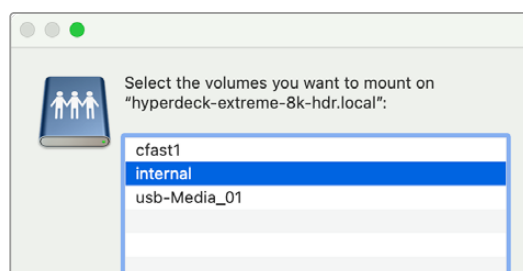 Select the volumes you want to mount on
“hyperdeck-extreme-8k-hdr.local”:
cfast1
internal
usb-Media_01